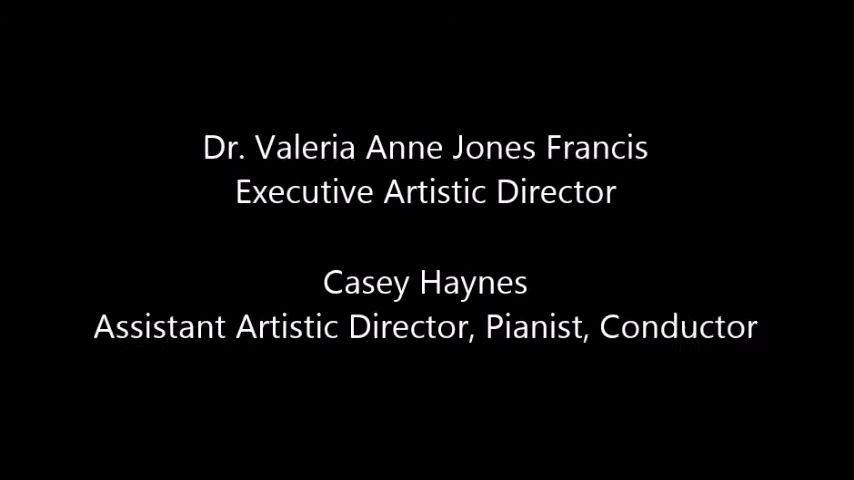 Dr. Valeria Anne Jones Francis
Executive Artistic Director
Casey Haynes
Assistant Artistic Director, Pianist, Conductor